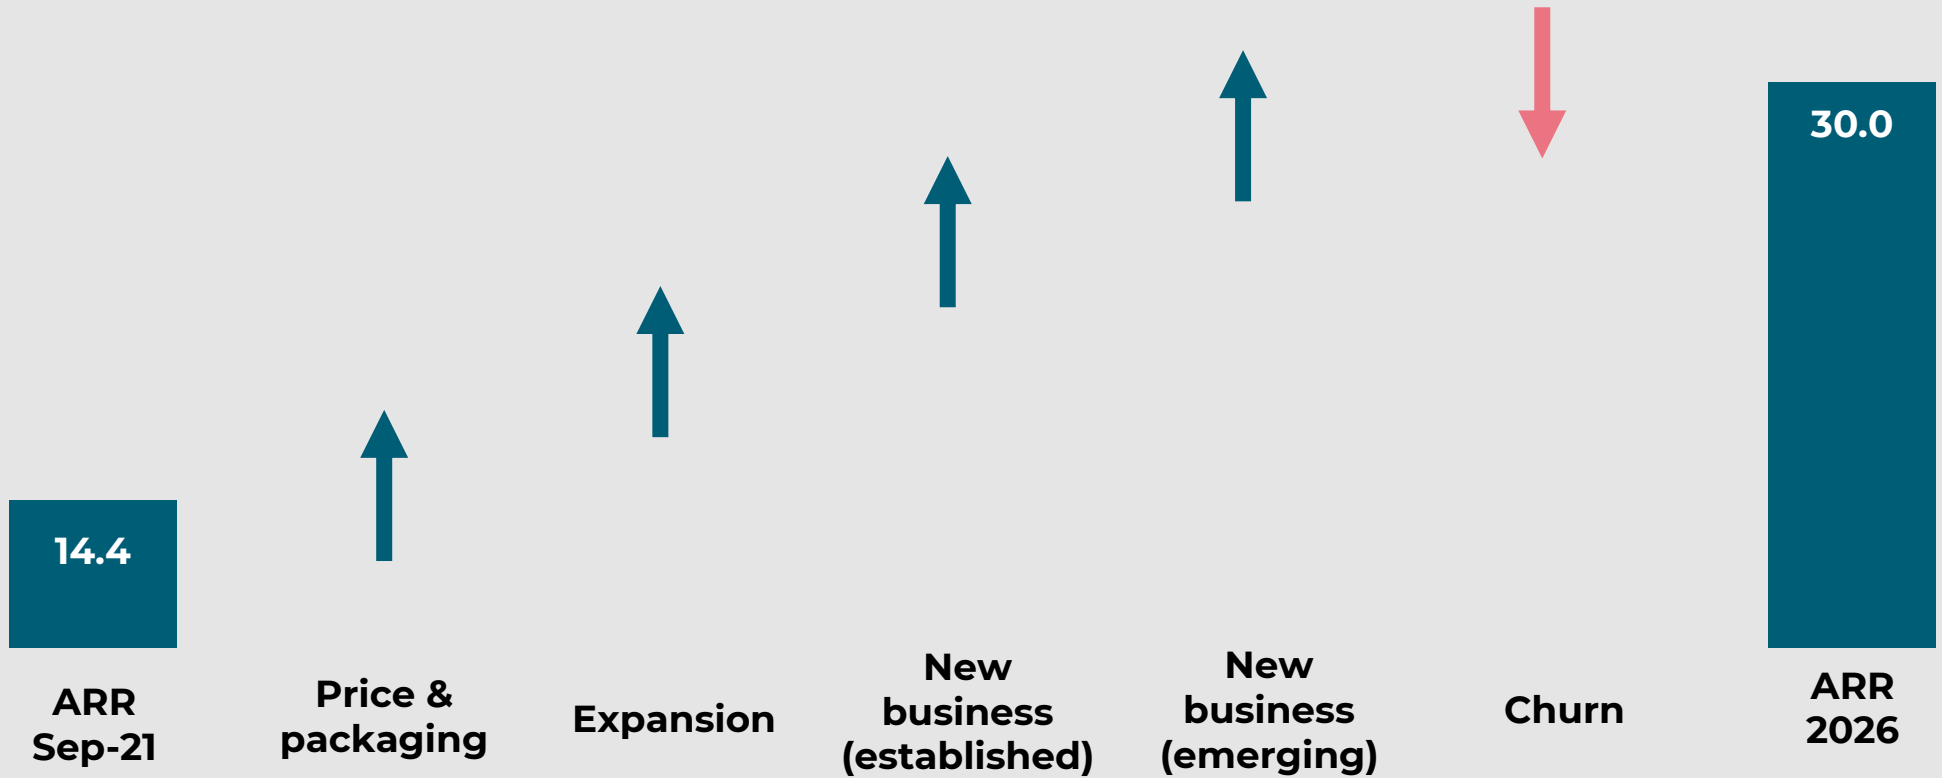 14.4
30.0
ARR
Sep-21
Price &
packaging
Expansion
New
business
(established)
New
business
(emerging)
Churn
ARR
2026